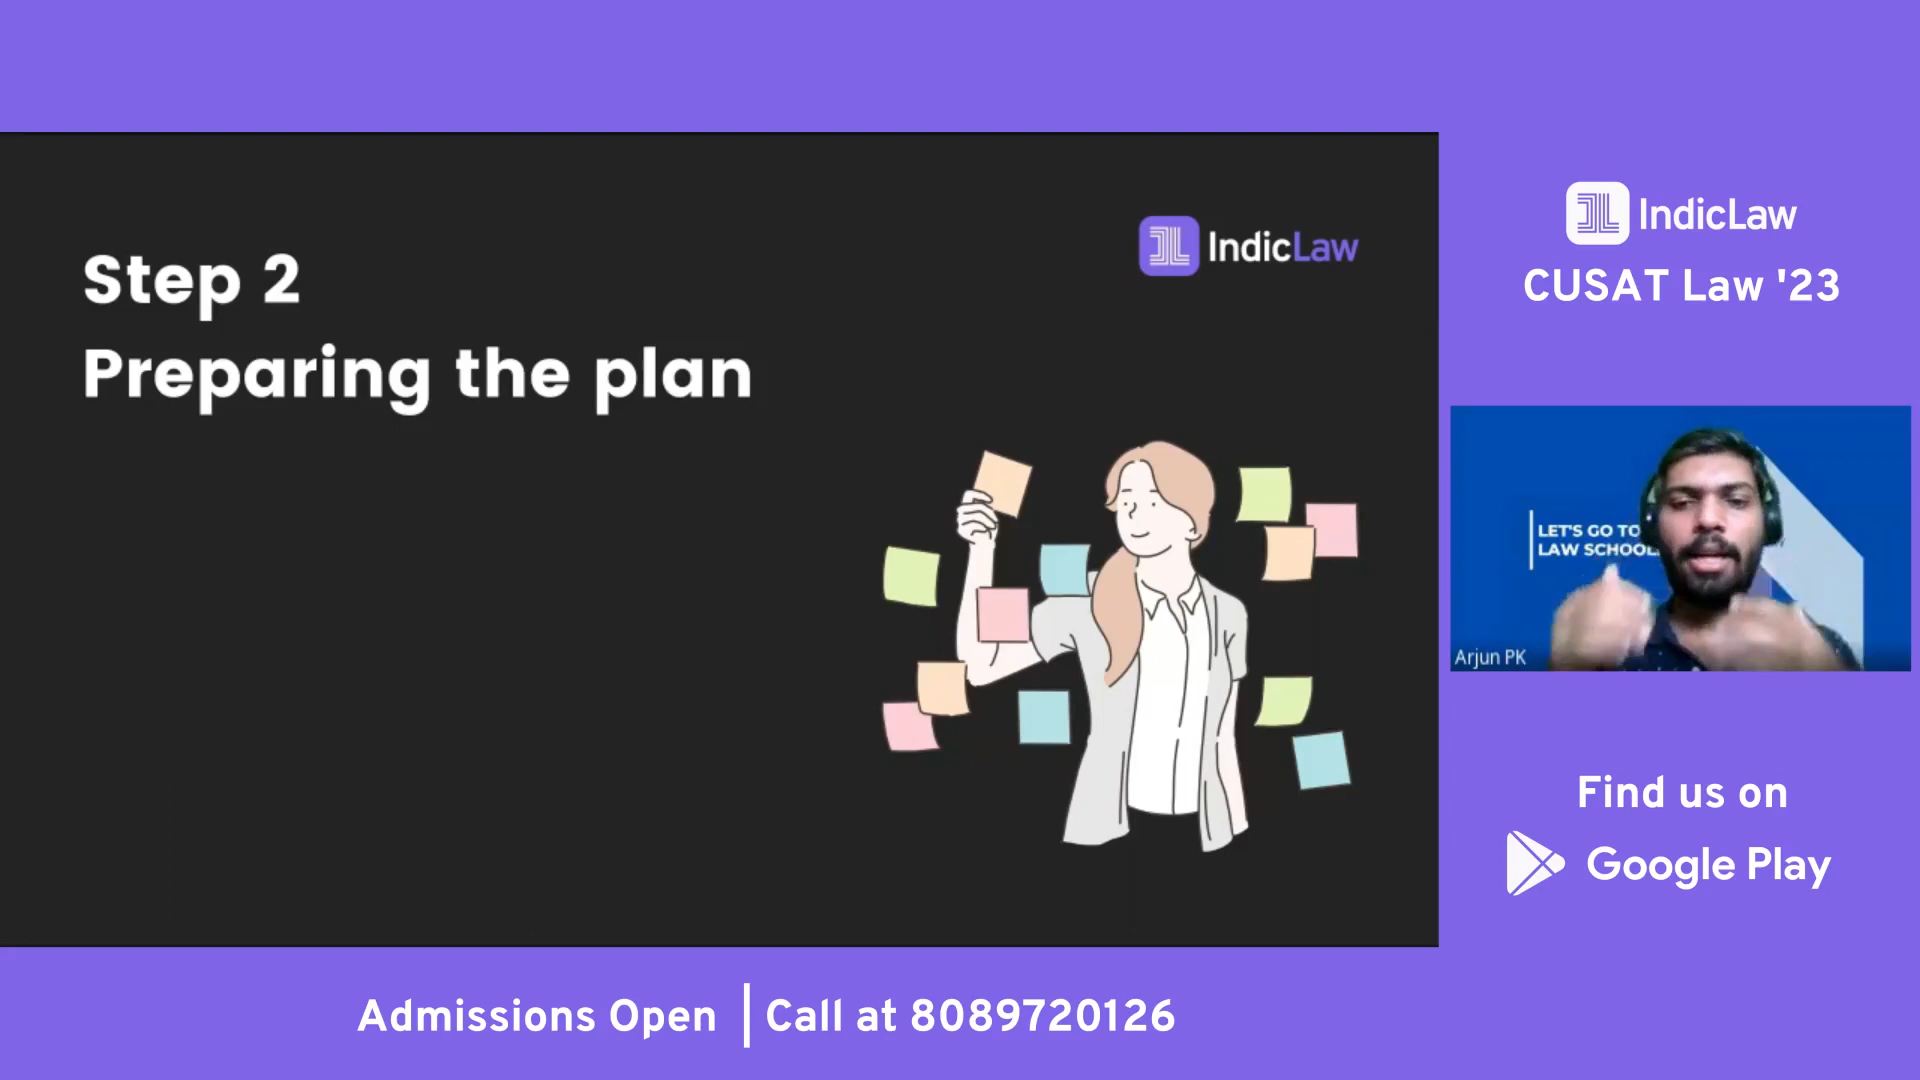 Step 2
Preparing the plan
IndicLaw
IndicLaw
CUSAT Law '23
LET'S GO TO
LAW SCHOOL
Arjun PK
Find us on
Google Play
Admissions Open | Call at 8089720126